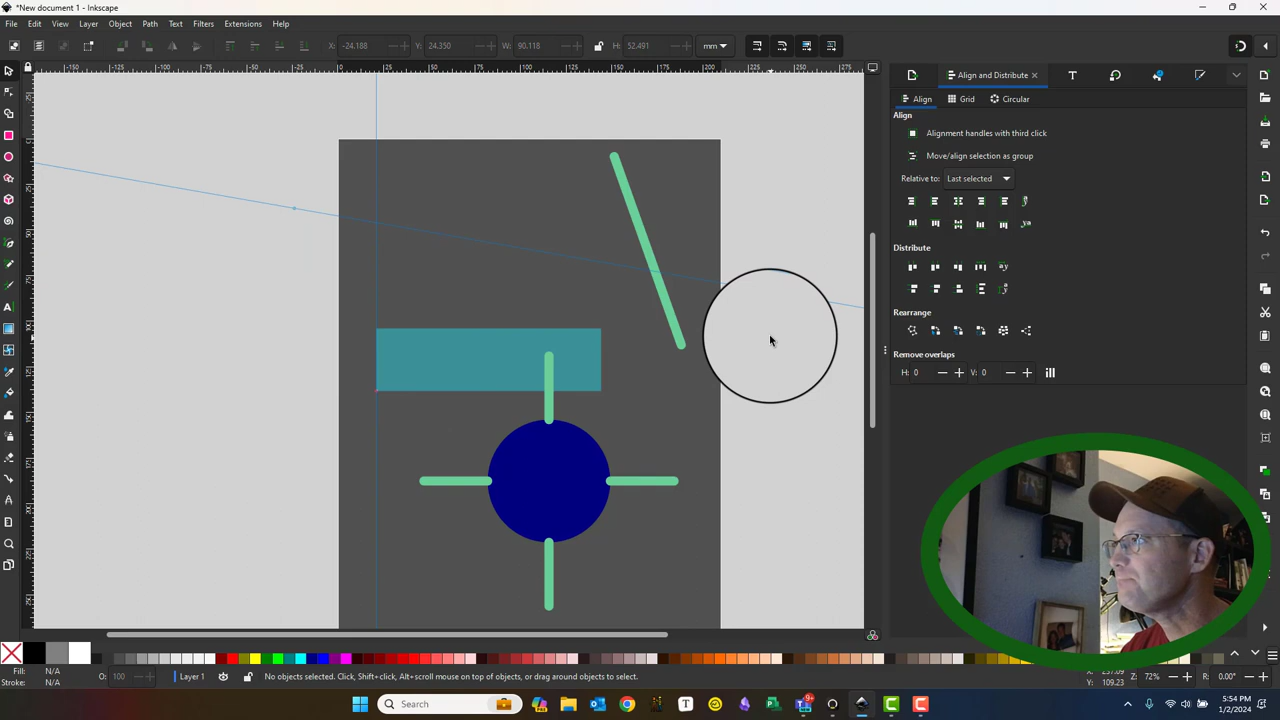 *New document 1 - Inkscape
File Edit View Layer Object Path Text Filters Extensions Help
X: -24.188 Y: 24.350 W: 90.118 H: 52.491 mm
Align and Distribute
Align Grid Circular
Align
Alignment handles with third click
Move/align selection as group
Relative to: Last selected
Distribute
Rearrange
Remove overlaps
H: 0 V: 0
Fill: N/A
Stroke: N/A
O: 100
Layer 1
No objects selected. Click, Shift+click, Alt+scroll mouse on top of objects, or drag around objects to select.
Y: 109.23
Z: 72%
R: 0.00°
Search
5:54 PM
1/2/2024